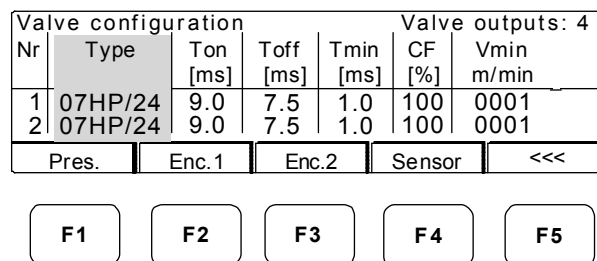 Valve configuration Valve outputs: 4
Nr Type Ton Toff Tmin CF Vmin
[ms] [ms] [ms] [%] m/min
1 07HP/24 9.0 7.5 1.0 100 0001
2 07HP/24 9.0 7.5 1.0 100 0001
Pres. Enc.1 Enc.2 Sensor <<<
F1 F2 F3 F4 F5